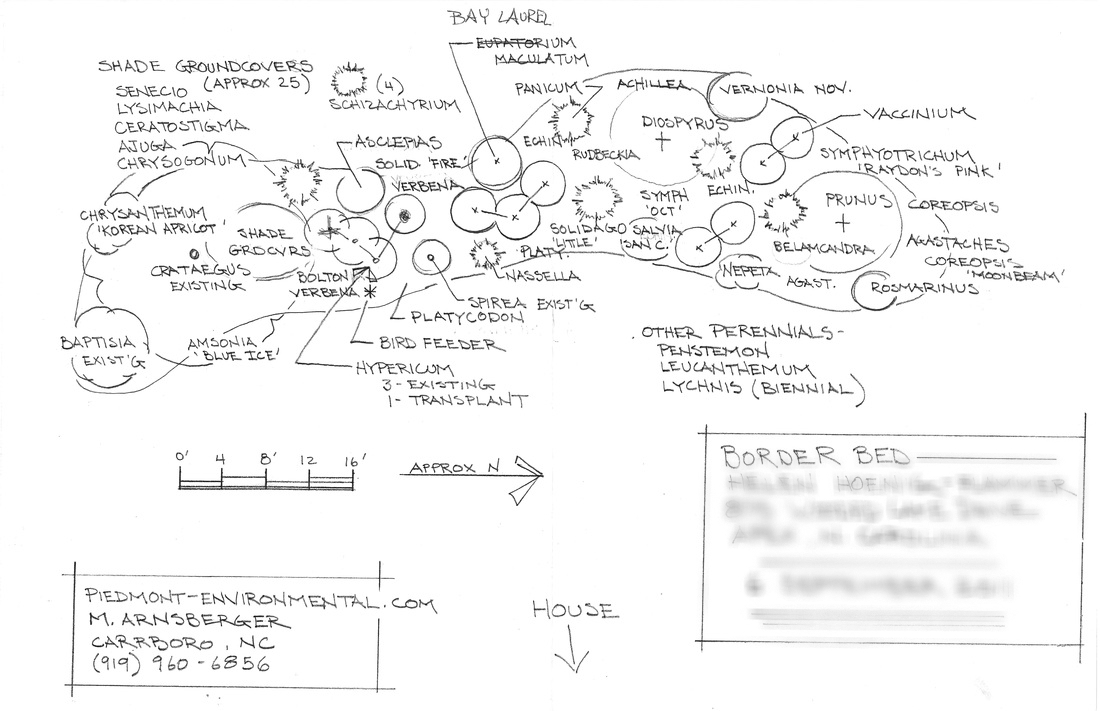 BAY LAUREL
EUPATORIUM
MACULATUM
SHADE GROUNDCOVERS
(APPROX 25)
SENECIO
LYSIMACHIA
CERATOSTIGMA
AJUGA
CHRYSOGONUM
(4)
SCHIZACHYRIUM
PANICUM
ACHILLEA
VERNONIA NOV.
VACCINIUM
ASCLEPIAS
SOLID 'FIRE'
VERBENA
ECHIN
DIOSPYRUS
RUDBECKIA
SYMPHYOTRICHUM
'RAYDON'S PINK'
ECHIN.
SYMPH
'OCT'
PRUNUS
COREOPSIS
CHRYSANTHEMUM
'KOREAN APRICOT'
SHADE
GRDCVRS
SOLIDAGO
'LITTLE'
SALVIA
'SAN C.'
PLATY.
BELAMCANDRA
AGASTACHES
COREOPSIS
'MOONBEAM'
CRATAEGUS
EXISTING
BOLTON
VERBENA
NASSELLA
NEPETA
AGAST.
ROSMARINUS
SPIREA EXIST'G
PLATYCODON
BAPTISIA
EXIST'G
AMSONIA
'BLUE ICE'
BIRD FEEDER
HYPERICUM
3- EXISTING
1- TRANSPLANT
OTHER PERENNIALS-
PENSTEMON
LEUCANTHEMUM
LYCHNIS (BIENNIAL)
0' 4 8' 12 16'
APPROX N
BORDER BED
PIEDMONT-ENVIRONMENTAL.COM
M. ARNSBERGER
CARRBORO, NC
(919) 960-6856
HOUSE